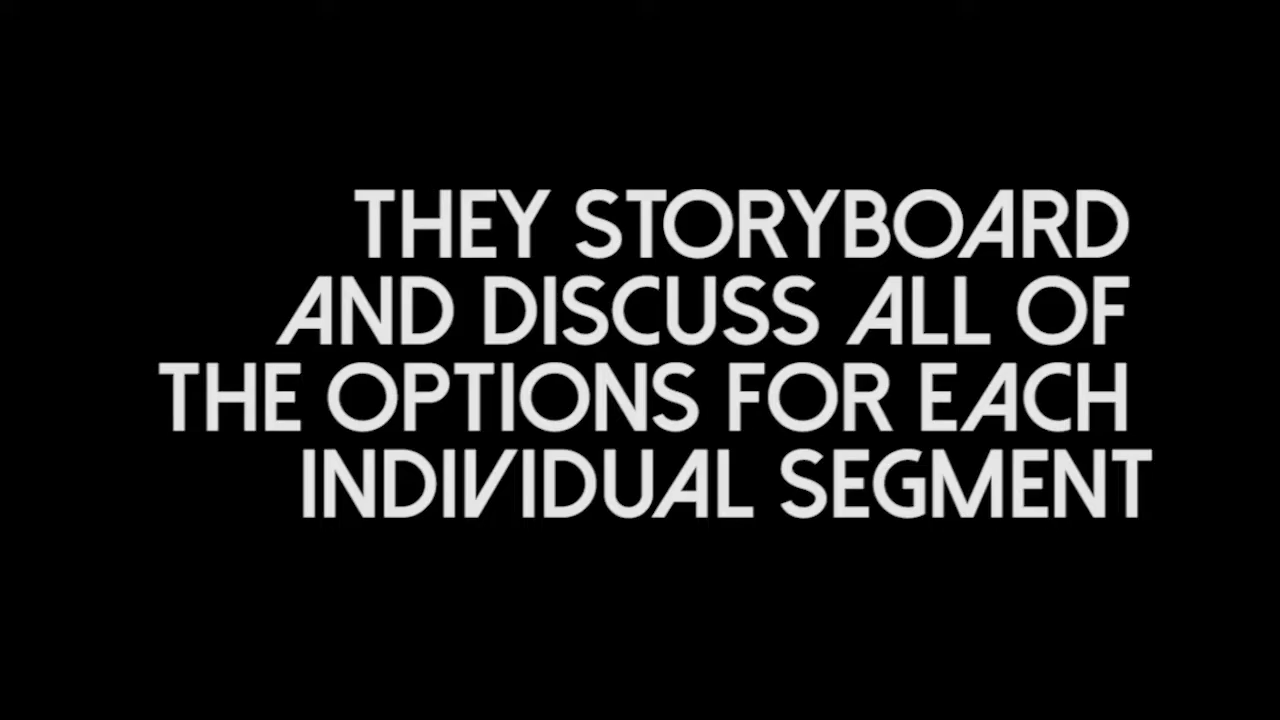 THEY STORYBOARD
AND DISCUSS ALL OF
THE OPTIONS FOR EACH
INDIVIDUAL SEGMENT